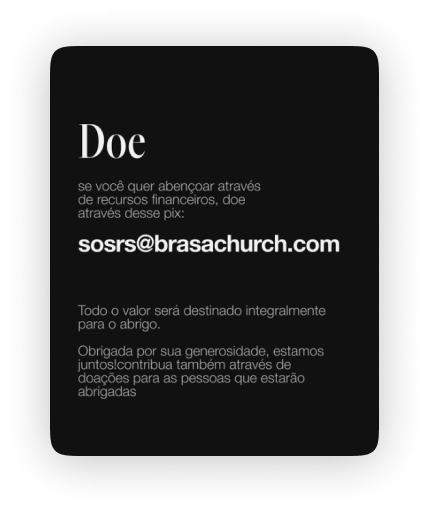 Doe
se você quer abençoar através
de recursos financeiros, doe
através desse pix:
sosrs@brasachurch.com
Todo o valor será destinado integralmente
para o abrigo.
Obrigada por sua generosidade, estamos
juntos!contribua também através de
doações para as pessoas que estarão
abrigadas